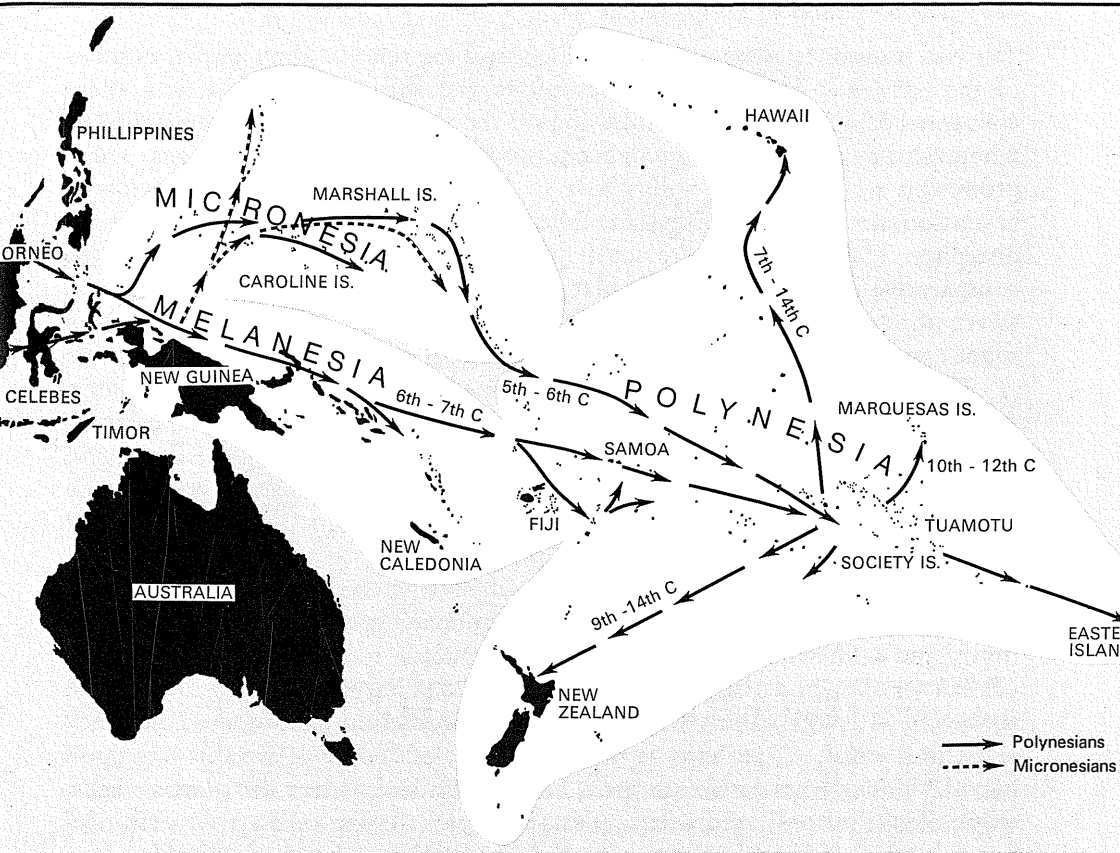 HAWAII
PHILLIPPINES
MARSHALL IS.
MICRONESIA
ORNEO
CAROLINE IS.
7th - 14th C
MELANESIA
NEW GUINEA
CELEBES
6th - 7th C
5th - 6th C
POLYNESIA
MARQUESAS IS.
TIMOR
SAMOA
10th - 12th C
FIJI
TUAMOTU
NEW
CALEDONIA
SOCIETY IS.
AUSTRALIA
9th -14th C
EASTE
ISLAN
NEW
ZEALAND
Polynesians
Micronesians